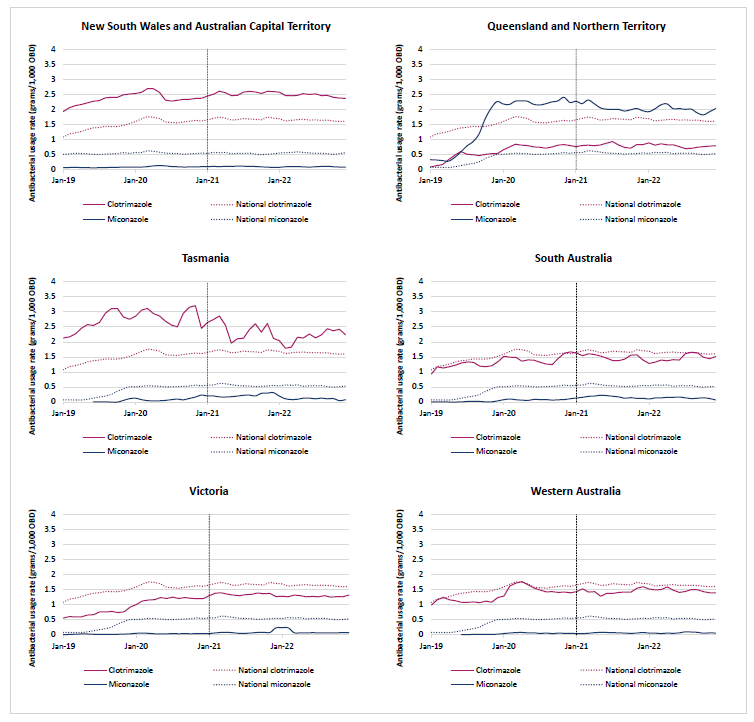 New South Wales and Australian Capital Territory
Antibacterial usage rate (grams/1,000 OBD)
4
3.5
3
2.5
2
1.5
1
0.5
0
Jan-19 Jan-20 Jan-21 Jan-22
Clotrimazole National clotrimazole
Miconazole National miconazole
Queensland and Northern Territory
Antibacterial usage rate (grams/1,000 OBD)
4
3.5
3
2.5
2
1.5
1
0.5
0
Jan-19 Jan-20 Jan-21 Jan-22
Clotrimazole National clotrimazole
Miconazole National miconazole
Tasmania
Antibacterial usage rate (grams/1,000 OBD)
4
3.5
3
2.5
2
1.5
1
0.5
0
Jan-19 Jan-20 Jan-21 Jan-22
Clotrimazole National clotrimazole
Miconazole National miconazole
South Australia
Antibacterial usage rate (grams/1,000 OBD)
4
3.5
3
2.5
2
1.5
1
0.5
0
Jan-19 Jan-20 Jan-21 Jan-22
Clotrimazole National clotrimazole
Miconazole National miconazole
Victoria
Antibacterial usage rate (grams/1,000 OBD)
4
3.5
3
2.5
2
1.5
1
0.5
0
Jan-19 Jan-20 Jan-21 Jan-22
Clotrimazole National clotrimazole
Miconazole National miconazole
Western Australia
Antibacterial usage rate (grams/1,000 OBD)
4
3.5
3
2.5
2
1.5
1
0.5
0
Jan-19 Jan-20 Jan-21 Jan-22
Clotrimazole National clotrimazole
Miconazole National miconazole